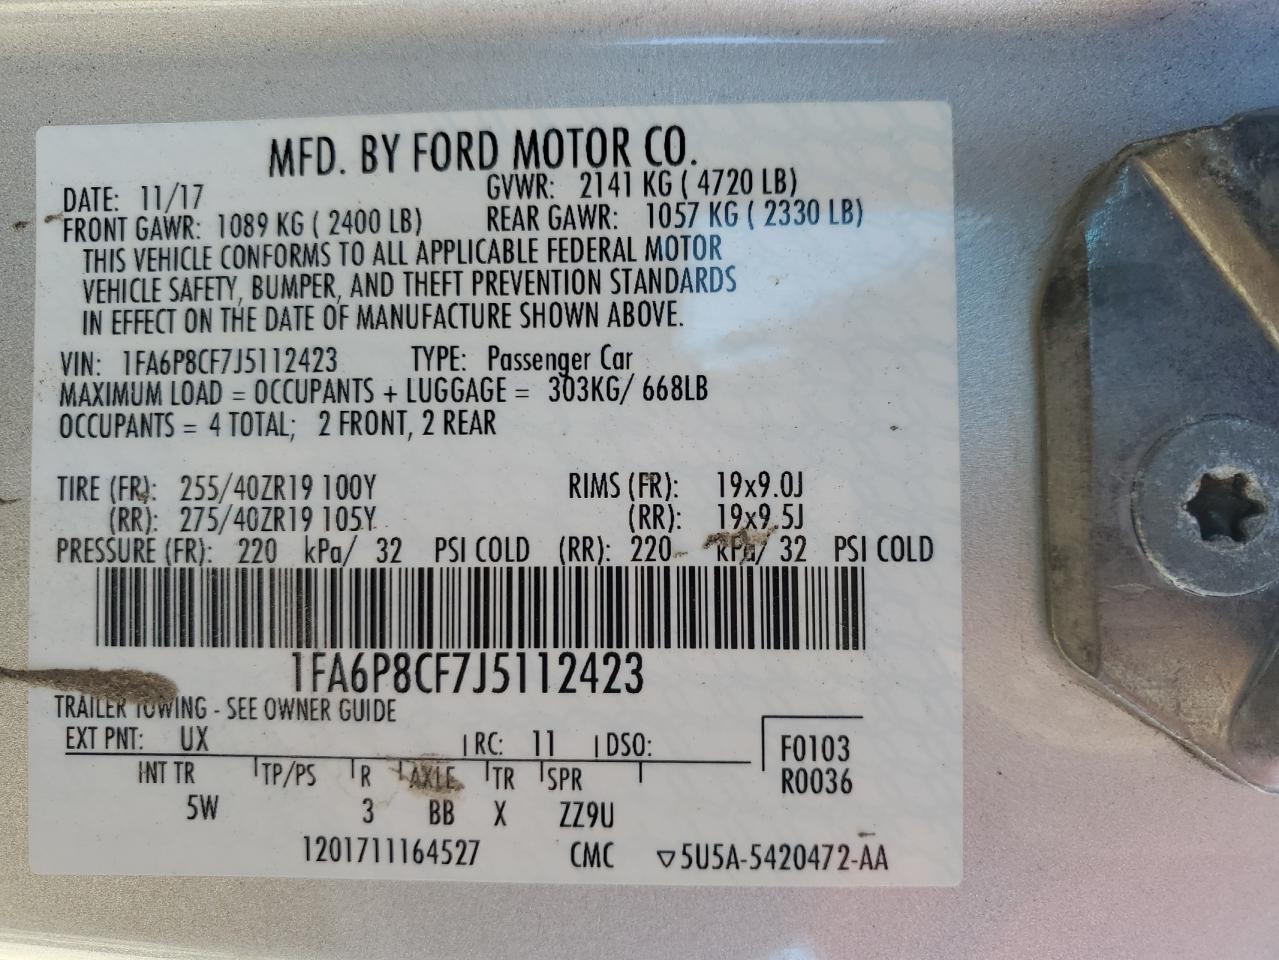 MFD. BY FORD MOTOR CO.
DATE: 11/17 GVWR: 2141 KG ( 4720 LB)
FRONT GAWR: 1089 KG ( 2400 LB) REAR GAWR: 1057 KG ( 2330 LB)
THIS VEHICLE CONFORMS TO ALL APPLICABLE FEDERAL MOTOR
VEHICLE SAFETY, BUMPER, AND THEFT PREVENTION STANDARDS
IN EFFECT ON THE DATE OF MANUFACTURE SHOWN ABOVE.
VIN: 1FA6P8CF7J5112423 TYPE: Passenger Car
MAXIMUM LOAD = OCCUPANTS + LUGGAGE = 303KG/ 668LB
OCCUPANTS = 4 TOTAL; 2 FRONT, 2 REAR
TIRE (FR): 255/40ZR19 100Y RIMS (FR): 19x9.0J
(RR): 275/40ZR19 105Y (RR): 19x9.5J
PRESSURE (FR): 220 kPa/ 32 PSI COLD (RR): 220 kPa/ 32 PSI COLD
1FA6P8CF7J5112423
TRAILER TOWING - SEE OWNER GUIDE
EXT PNT: UX RC: 11 DSO: F0103
INT TR TP/PS R AXLE TR SPR R0036
5W 3 BB X ZZ9U
1201711164527 CMC ▽5U5A-5420472-AA